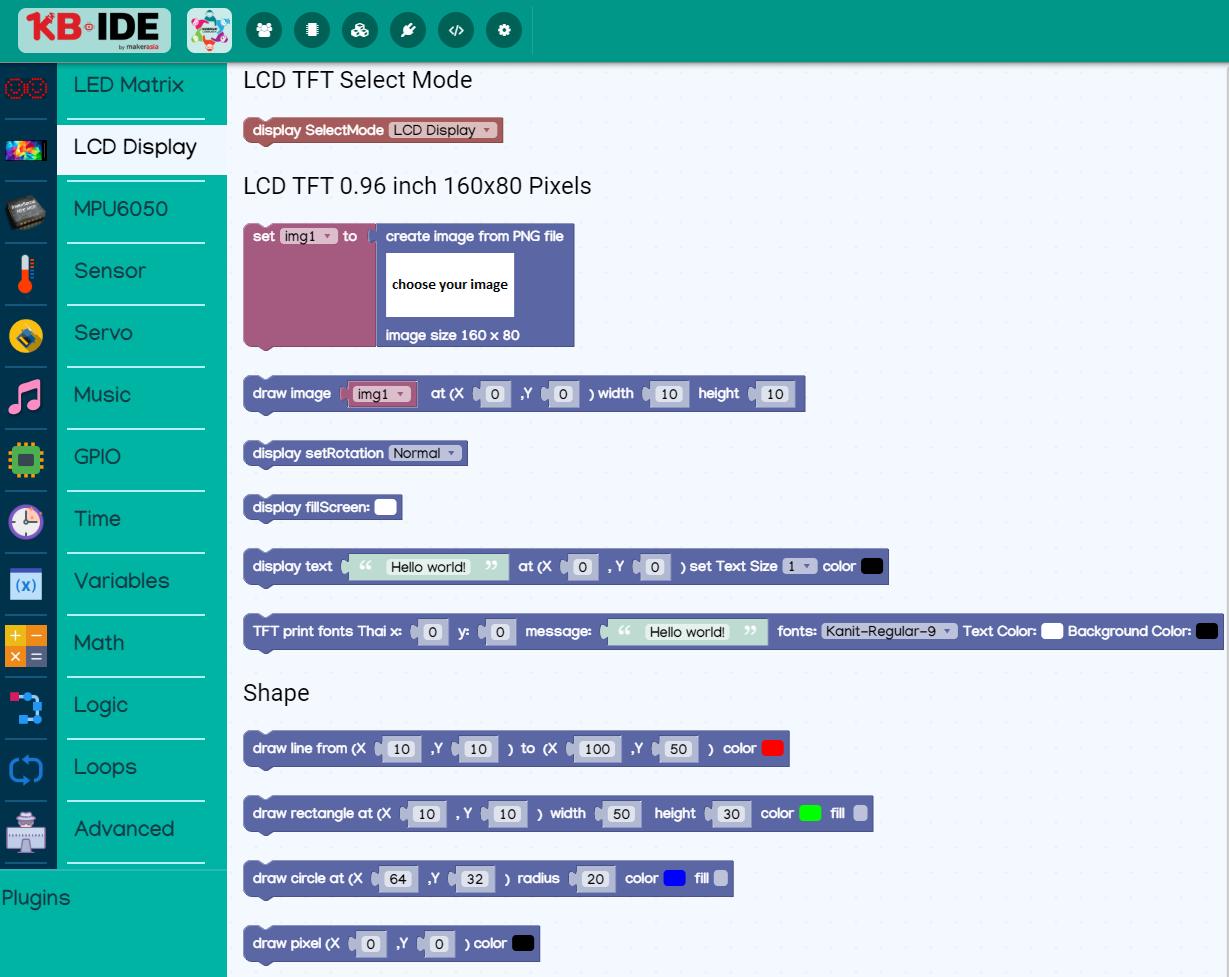 KB-IDE
by makerasia
LED Matrix
LCD Display
MPU6050
Sensor
Servo
Music
GPIO
Time
Variables
Math
Logic
Loops
Advanced
Plugins
LCD TFT Select Mode
display SelectMode LCD Display
LCD TFT 0.96 inch 160x80 Pixels
set img1 to create image from PNG file
choose your image
image size 160 x 80
draw image img1 at (X 0 ,Y 0 ) width 10 height 10
display setRotation Normal
display fillScreen:
display text “ Hello world! ” at (X 0 , Y 0 ) set Text Size 1 color
TFT print fonts Thai x: 0 y: 0 message: “ Hello world! ” fonts: Kanit-Regular-9 Text Color: Background Color:
Shape
draw line from (X 10 ,Y 10 ) to (X 100 ,Y 50 ) color
draw rectangle at (X 10 , Y 10 ) width 50 height 30 color fill
draw circle at (X 64 ,Y 32 ) radius 20 color fill
draw pixel (X 0 ,Y 0 ) color